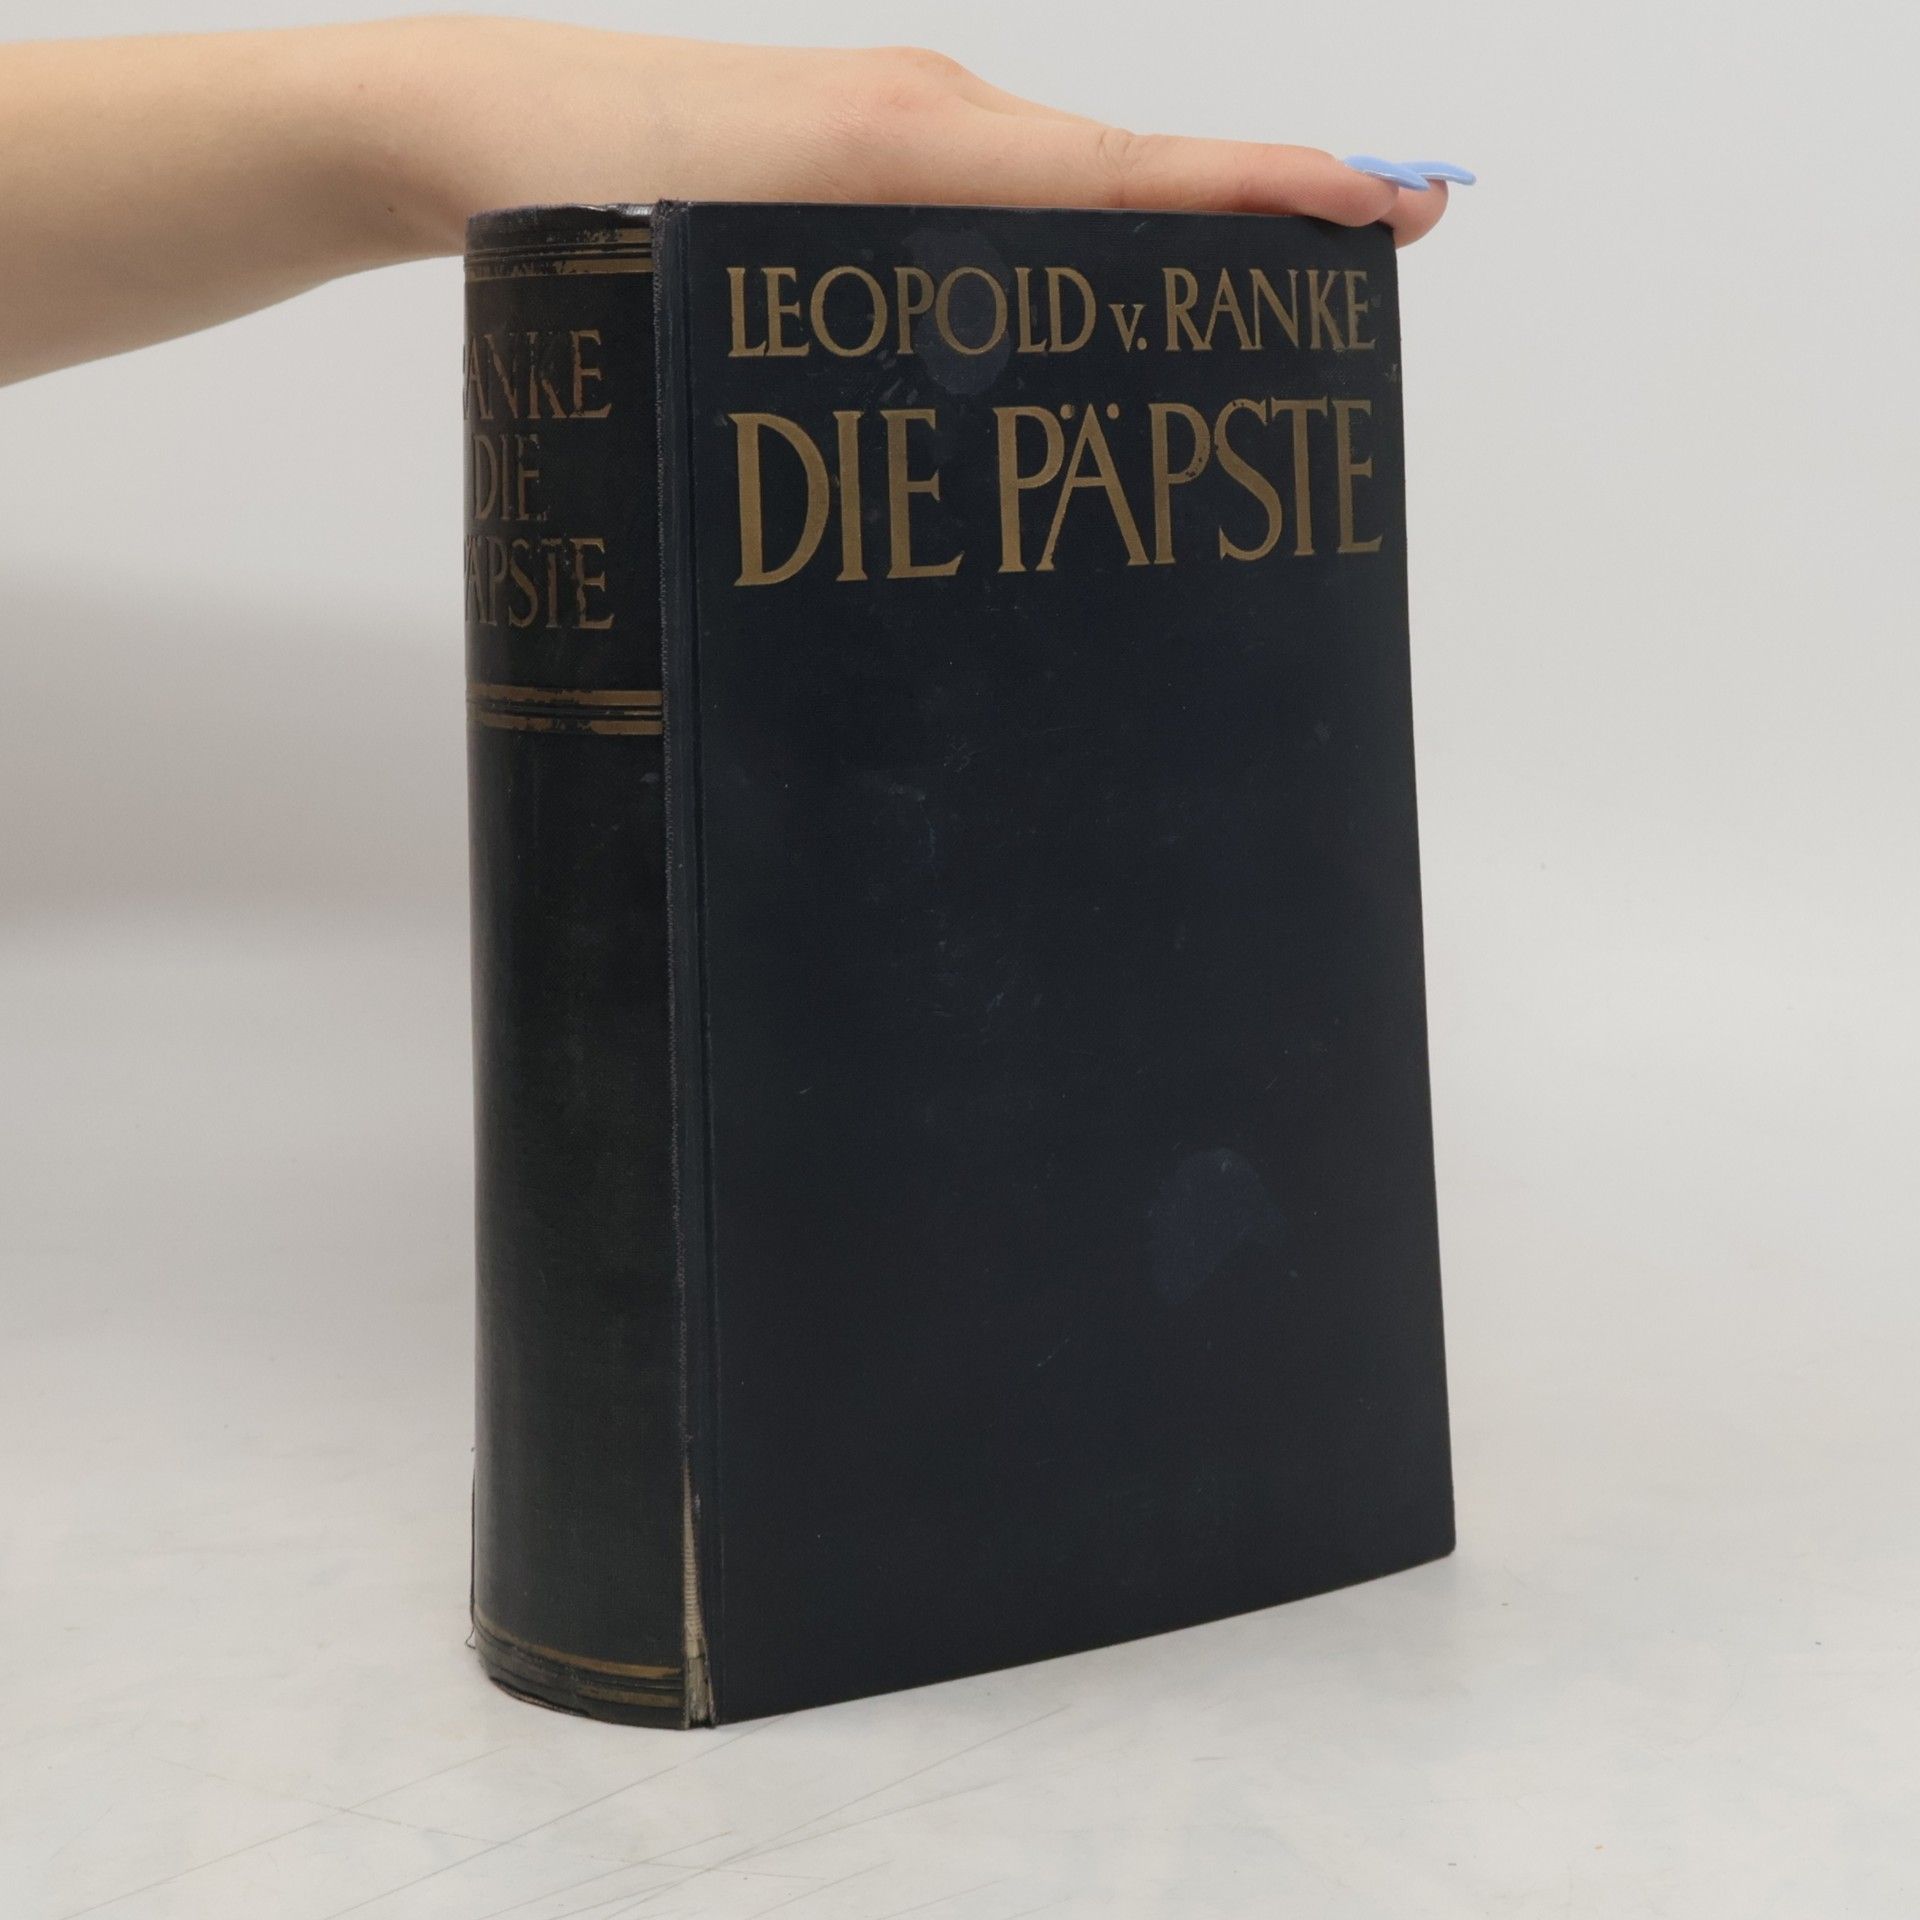 LEOPOLD v. RANKE
DIE PÄPSTE
RANKE
DIE
PÄPSTE